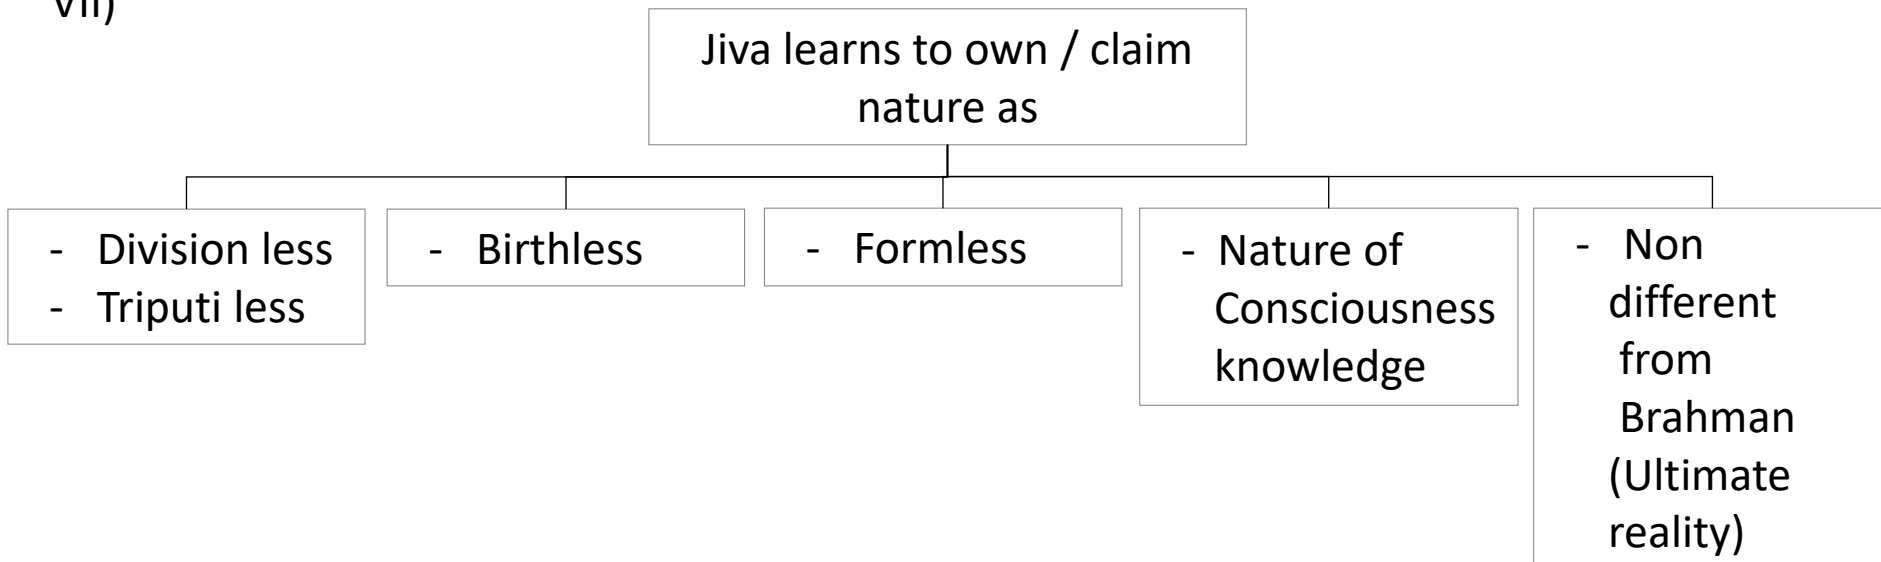 VII)
Jiva learns to own / claim
nature as
- Division less
- Triputi less
- Birthless
- Formless
- Nature of
Consciousness
knowledge
- Non
different
from
Brahman
(Ultimate
reality)